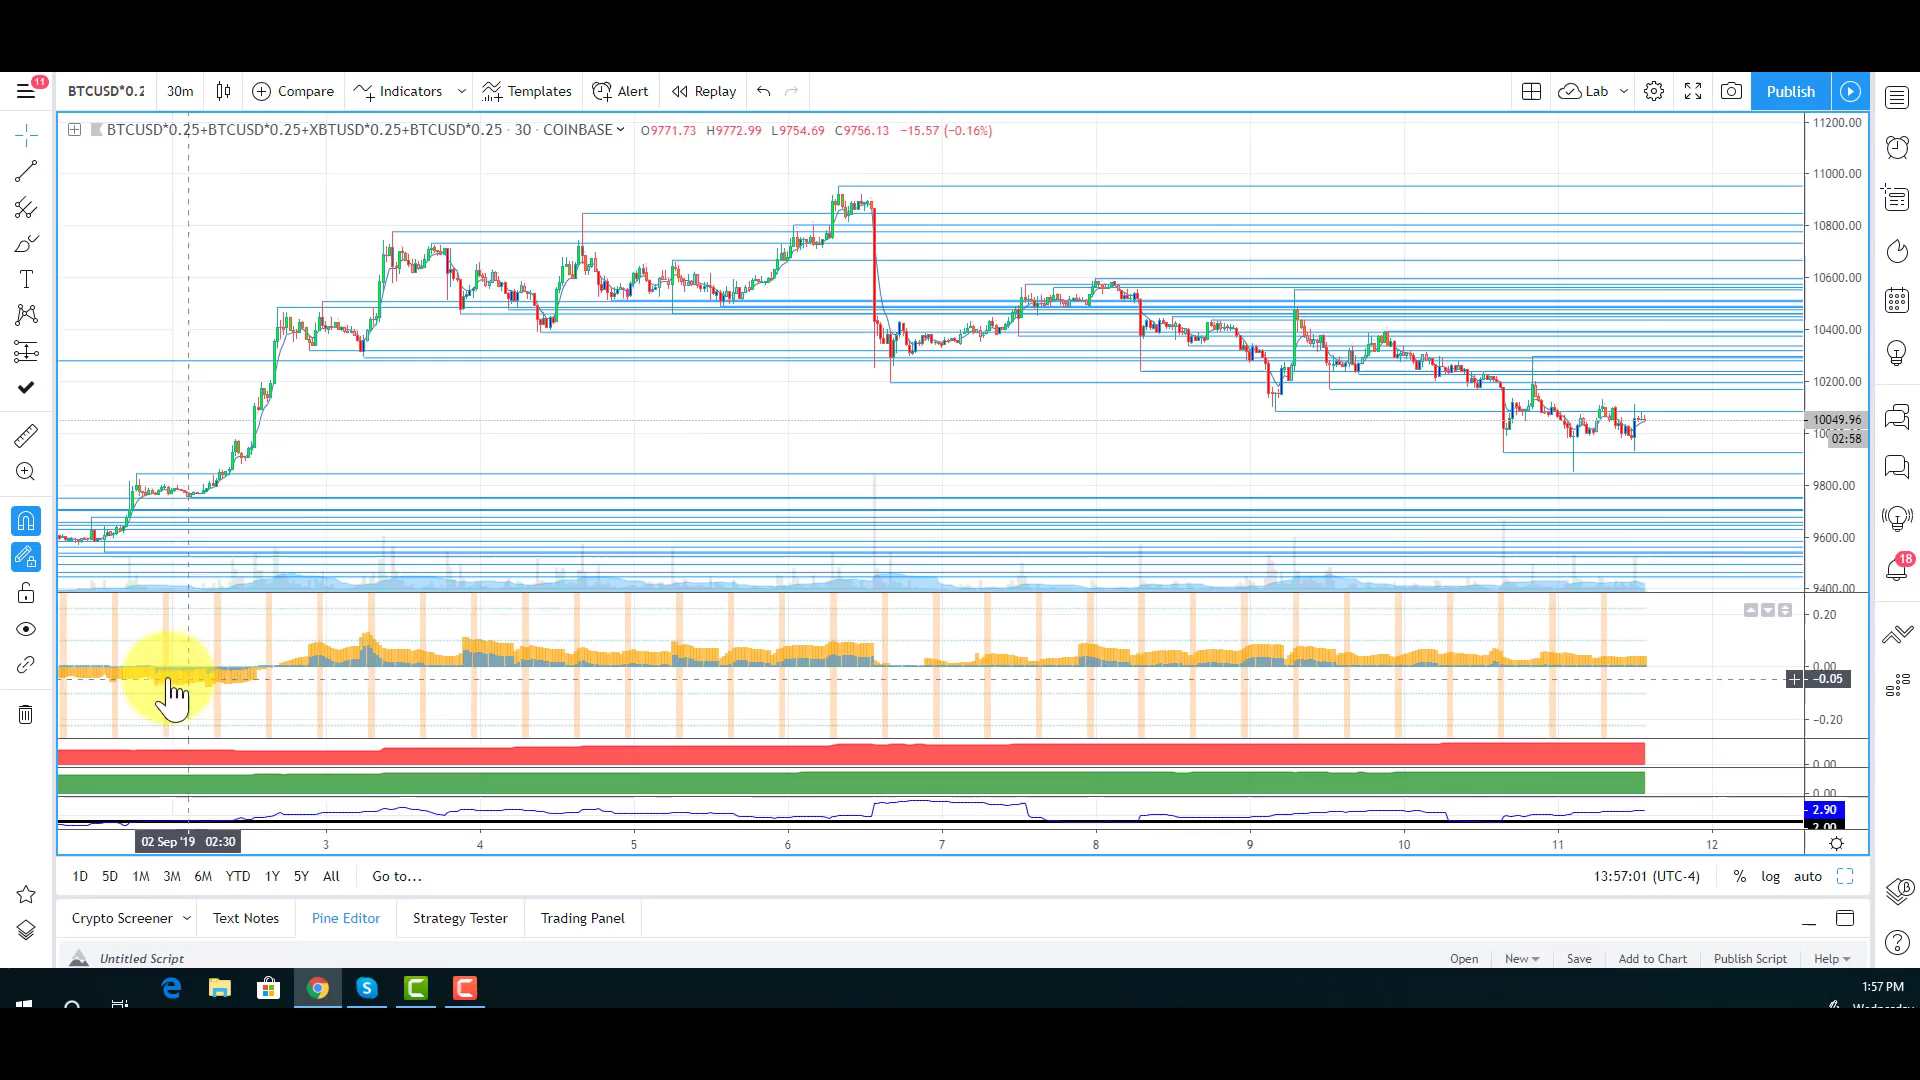 11
BTCUSD*0.2
30m
Compare
Indicators
Templates
Alert
Replay
Lab
Publish
BTCUSD*0.25+BTCUSD*0.25+XBTUSD*0.25+BTCUSD*0.25 · 30 · COINBASE
O9771.73 H9772.99 L9754.69 C9756.13 −15.57 (−0.16%)
11200.00
11000.00
10800.00
10600.00
10400.00
10200.00
10049.96
02:58
9800.00
9600.00
9400.00
18
0.20
0.00
−0.05
−0.20
0.00
0.00
2.90
2.00
02 Sep '19 02:30
3
4
5
6
7
8
9
10
11
12
1D
5D
1M
3M
6M
YTD
1Y
5Y
All
Go to...
13:57:01 (UTC-4)
%
log
auto
Crypto Screener
Text Notes
Pine Editor
Strategy Tester
Trading Panel
Untitled Script
Open
New
Save
Add to Chart
Publish Script
Help
1:57 PM